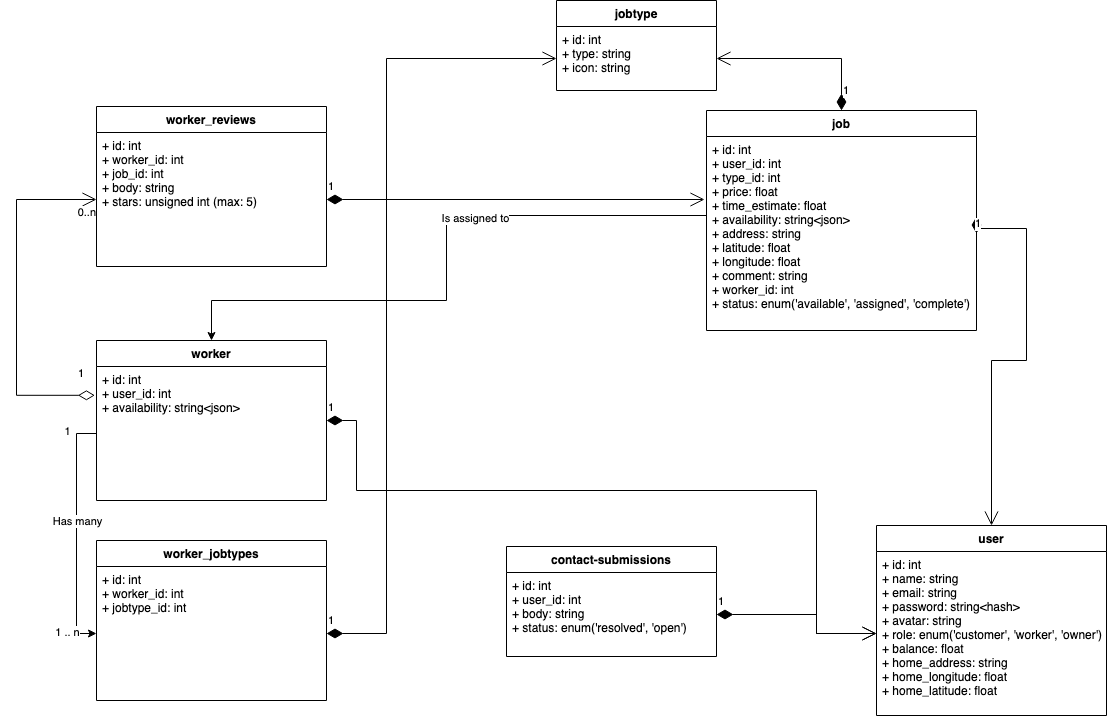 jobtype
+ id: int
+ type: string
+ icon: string
1
worker_reviews
+ id: int
+ worker_id: int
+ job_id: int
+ body: string
+ stars: unsigned int (max: 5)
1
0..n
job
+ id: int
+ user_id: int
+ type_id: int
+ price: float
+ time_estimate: float
+ availability: string<json>
+ address: string
+ latitude: float
+ longitude: float
+ comment: string
+ worker_id: int
+ status: enum('available', 'assigned', 'complete')
1
Is assigned to
worker
+ id: int
+ user_id: int
+ availability: string<json>
1
1
1
Has many
1 .. n
worker_jobtypes
+ id: int
+ worker_id: int
+ jobtype_id: int
1
contact-submissions
+ id: int
+ user_id: int
+ body: string
+ status: enum('resolved', 'open')
1
user
+ id: int
+ name: string
+ email: string
+ password: string<hash>
+ avatar: string
+ role: enum('customer', 'worker', 'owner')
+ balance: float
+ home_address: string
+ home_longitude: float
+ home_latitude: float